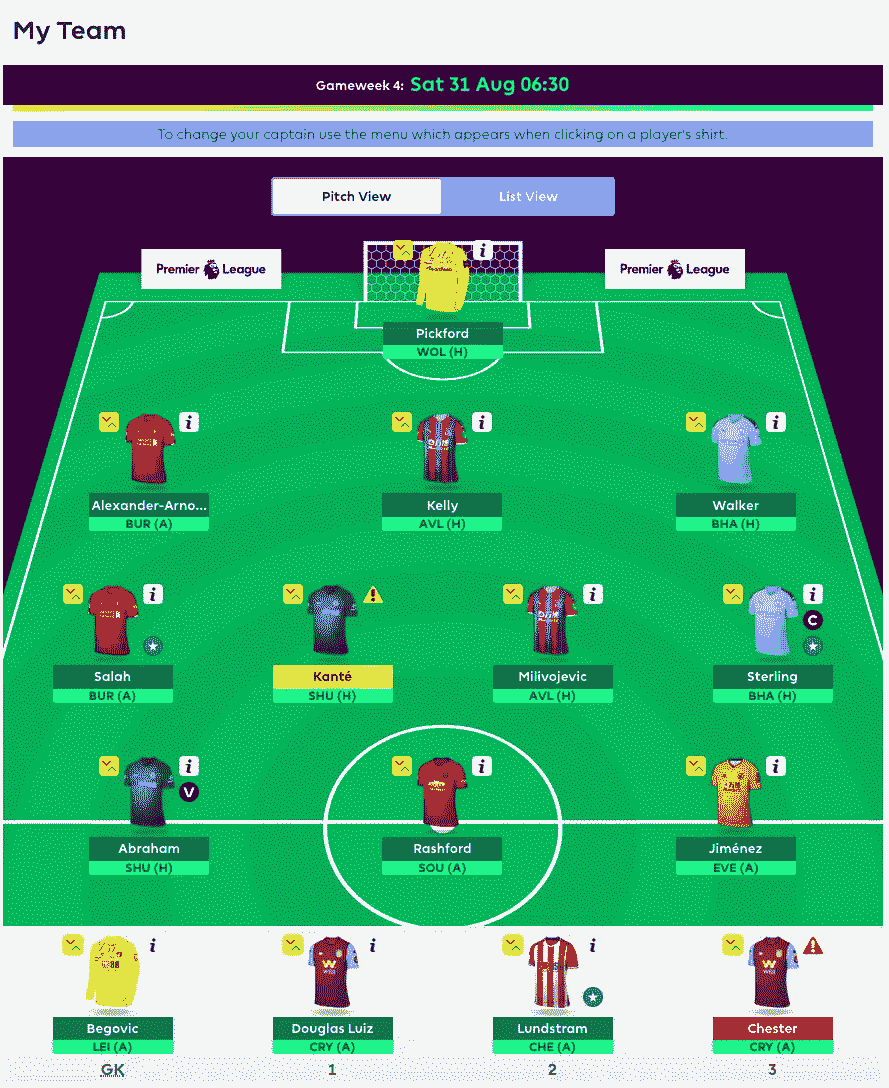 My Team
Gameweek 4: Sat 31 Aug 06:30
To change your captain use the menu which appears when clicking on a player's shirt.
Pitch View List View
Premier League Premier League
Pickford
WOL (H)
Alexander-Arno... Kelly Walker
BUR (A) AVL (H) BHA (H)
C
Salah Kanté Milivojevic Sterling
BUR (A) SHU (H) AVL (H) BHA (H)
V
Abraham Rashford Jiménez
SHU (H) SOU (A) EVE (A)
Begovic Douglas Luiz Lundstram Chester
LEI (A) CRY (A) CHE (A) CRY (A)
GK 1 2 3